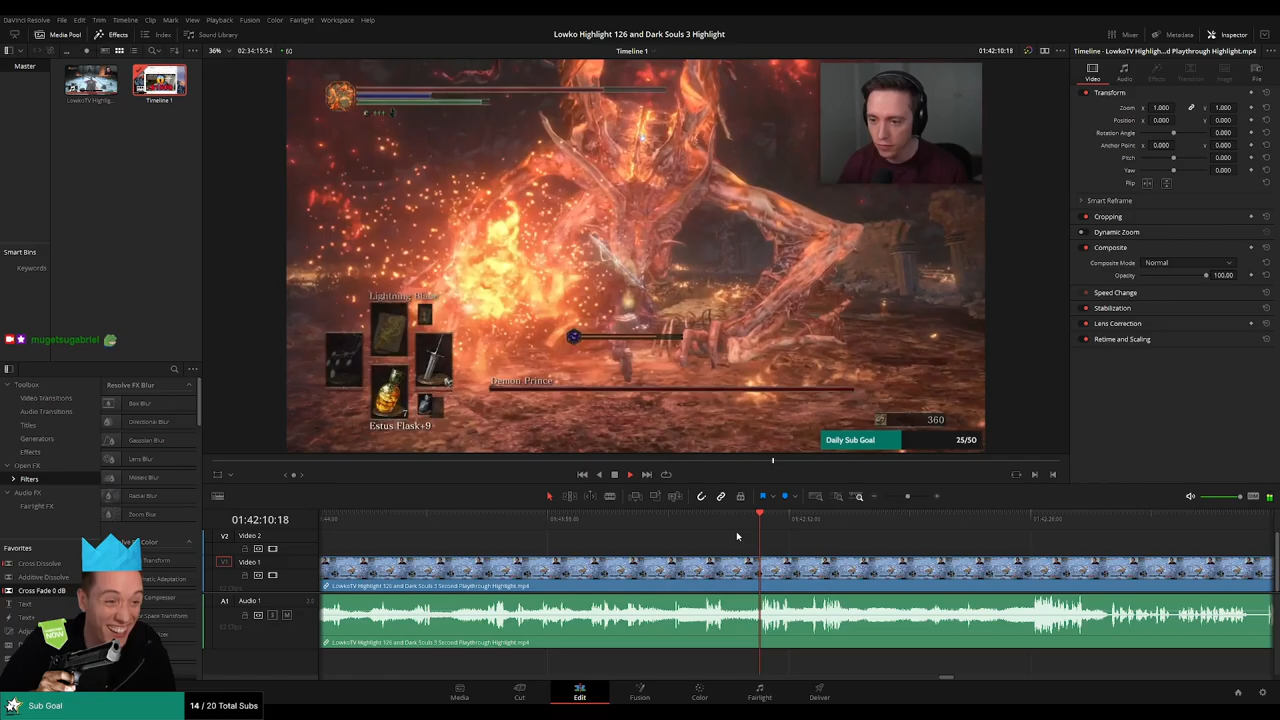 DaVinci Resolve File Edit Trim Timeline Clip Mark View Playback Fusion Color Fairlight Workspace Help
Media Pool Effects Index Sound Library
Lowko Highlight 126 and Dark Souls 3 Highlight
Mixer Metadata Inspector
36% 02:34:15:54 60
Timeline 1
01:42:10:18
Timeline - LowkoTV Highligh...d Playthrough Highlight.mp4
Master
LowkoTV Highlig...
Timeline 1
Video Audio Effects Transition Image File
Transform
Zoom X 1.000 Y 1.000
Position X 0.000 Y 0.000
Rotation Angle 0.000
Anchor Point X 0.000 Y 0.000
Pitch 0.000
Yaw 0.000
Flip
Smart Reframe
Cropping
Dynamic Zoom
Composite
Composite Mode Normal
Opacity 100.00
Speed Change
Stabilization
Lens Correction
Retime and Scaling
Smart Bins
Keywords
mugetsugabriel
Lightning Blade
Demon Prince
7
Estus Flask+9
360
Daily Sub Goal 25/50
Toolbox
Video Transitions
Audio Transitions
Titles
Generators
Effects
Open FX
Filters
Audio FX
Fairlight FX
Resolve FX Blur
Box Blur
Directional Blur
Gaussian Blur
Lens Blur
Mosaic Blur
Radial Blur
Zoom Blur
Favorites
Cross Dissolve
Additive Dissolve
Cross Fade 0 dB
Text
Text+
NOW
01:42:10:18
V2 Video 2
V1 Video 1
LowkoTV Highlight 126 and Dark Souls 3 Second Playthrough Highlight.mp4
A1 Audio 1 2.0
S M
LowkoTV Highlight 126 and Dark Souls 3 Second Playthrough Highlight.mp4
Media Cut Edit Fusion Color Fairlight Deliver
Sub Goal 14 / 20 Total Subs